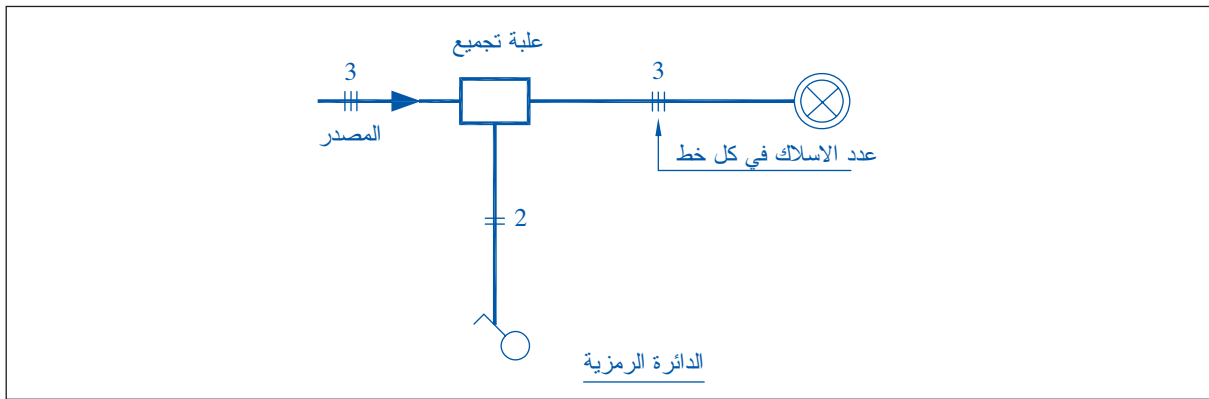 علبة تجميع
3
3
المصدر
عدد الاسلاك في كل خط
2
الدائرة الرمزية